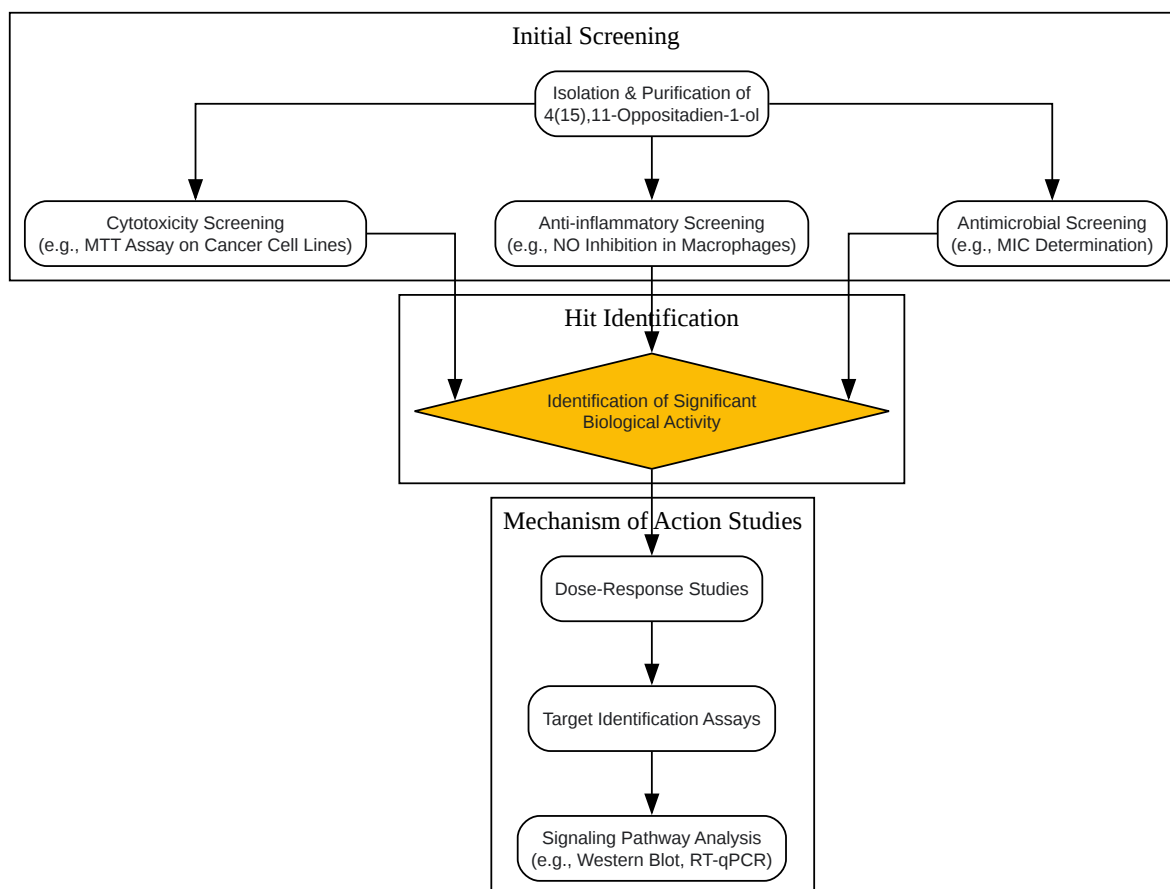 Initial Screening
Isolation & Purification of
4(15),11-Oppositadien-1-ol
Cytotoxicity Screening
(e.g., MTT Assay on Cancer Cell Lines)
Anti-inflammatory Screening
(e.g., NO Inhibition in Macrophages)
Antimicrobial Screening
(e.g., MIC Determination)
Hit Identification
Identification of Significant
Biological Activity
Mechanism of Action Studies
Dose-Response Studies
Target Identification Assays
Signaling Pathway Analysis
(e.g., Western Blot, RT-qPCR)